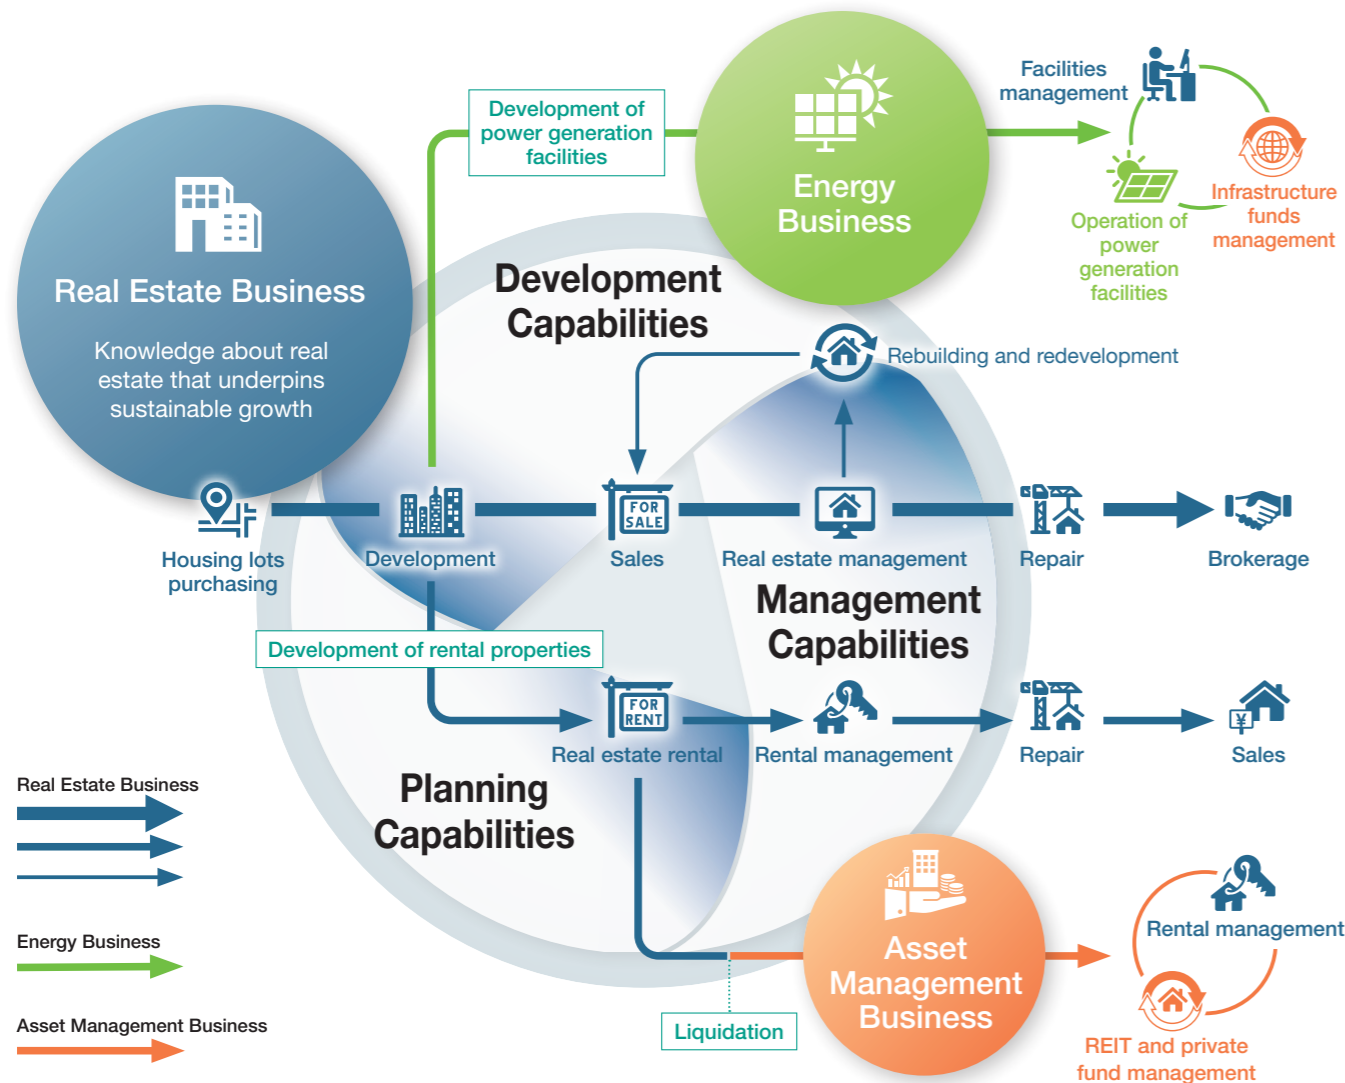 Facilities
management
Development of
power generation
facilities
Energy
Business
Infrastructure
funds
management
Operation of
power
generation
facilities
Real Estate Business
Knowledge about real
estate that underpins
sustainable growth
Development
Capabilities
Rebuilding and redevelopment
FOR
SALE
Housing lots
purchasing
Development
Sales
Real estate management
Repair
Brokerage
Management
Capabilities
Development of rental properties
FOR
RENT
¥
Real estate rental
Rental management
Repair
Sales
Planning
Capabilities
Real Estate Business
Energy Business
Asset Management Business
Asset
Management
Business
Liquidation
Rental management
REIT and private
fund management